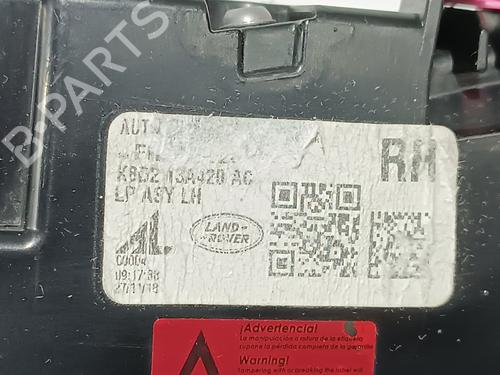 B-PARTS
AUTO
RH
K8D2 13A420 AC
LP ASY LH
AL
LAND-
ROVER
C0004
09:17:38
27/11/18
¡Advertencia!
La manipulación o rotura de la etiqueta
supone la pérdida completa de la garantía
Warning!
Tampering with or breaking the label will